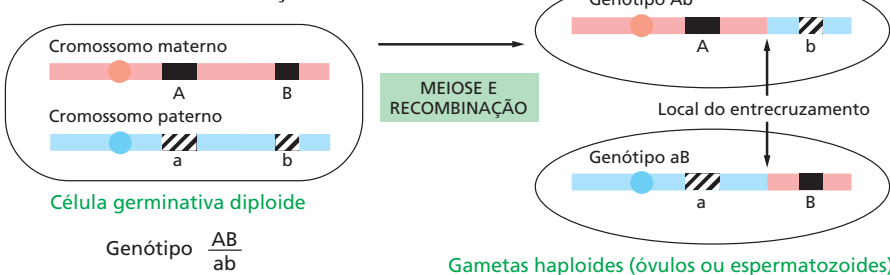 Cromossomo materno
A B
Cromossomo paterno
a b
Célula germinativa diploide
Genótipo AB
ab
MEIOSE E
RECOMBINAÇÃO
Genótipo Ab
A b
Local do entrecruzamento
Genótipo aB
a B
Gametas haploides (óvulos ou espermatozoides)